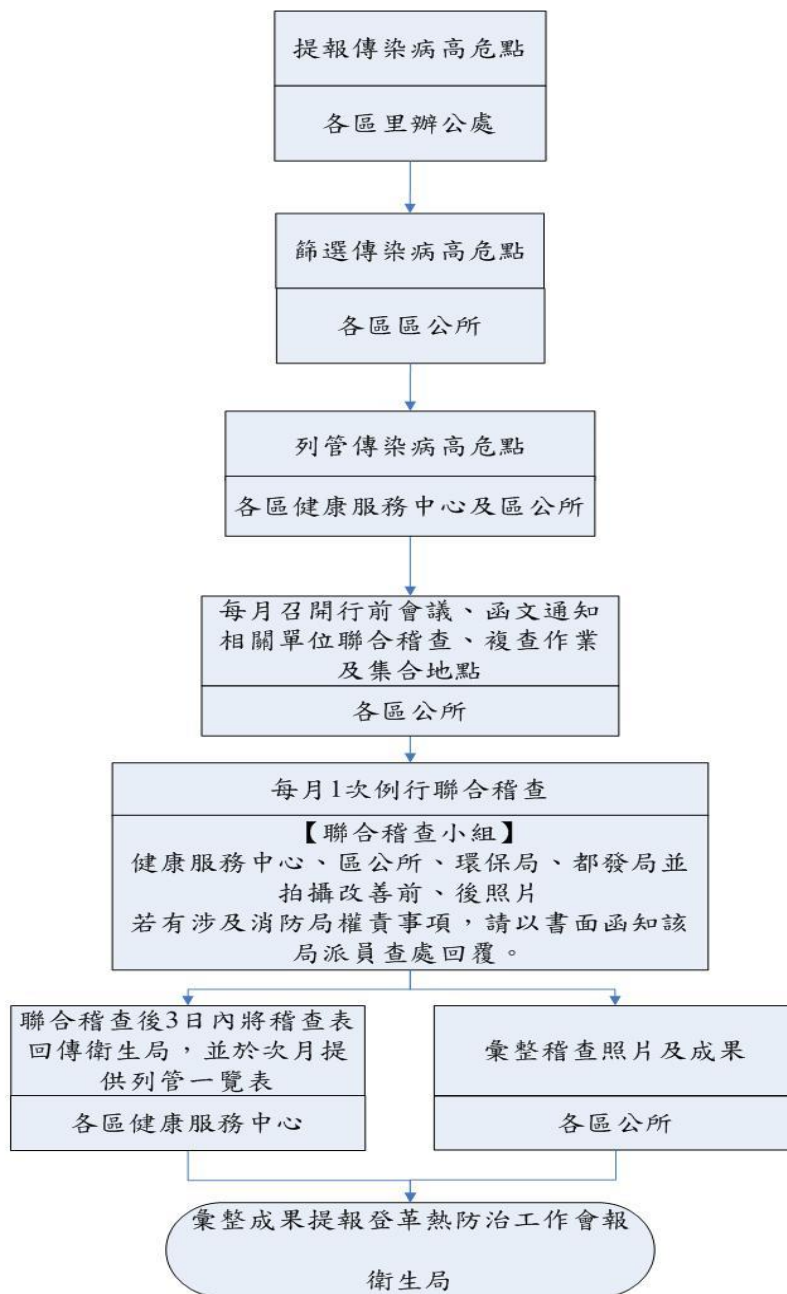 提報傳染病高危點
各區里辦公處
篩選傳染病高危點
各區區公所
列管傳染病高危點
各區健康服務中心及區公所
每月召開行前會議、函文通知
相關單位聯合稽查、複查作業
及集合地點
各區公所
每月1次例行聯合稽查
【聯合稽查小組】
健康服務中心、區公所、環保局、都發局並
拍攝改善前、後照片
若有涉及消防局權責事項，請以書面函知該
局派員查處回覆。
聯合稽查後3日內將稽查表
回傳衛生局，並於次月提
供列管一覽表
各區健康服務中心
彙整稽查照片及成果
各區公所
彙整成果提報登革熱防治工作會報
衛生局